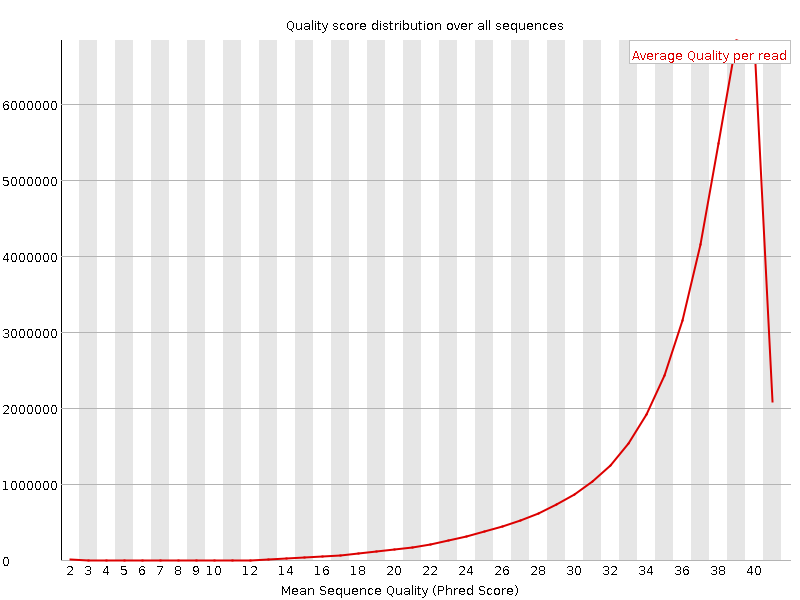 Quality score distribution over all sequences
Average Quality per read
6000000
5000000
4000000
3000000
2000000
1000000
0
2 3 4 5 6 7 8 9 10 12 14 16 18 20 22 24 26 28 30 32 34 36 38 40
Mean Sequence Quality (Phred Score)